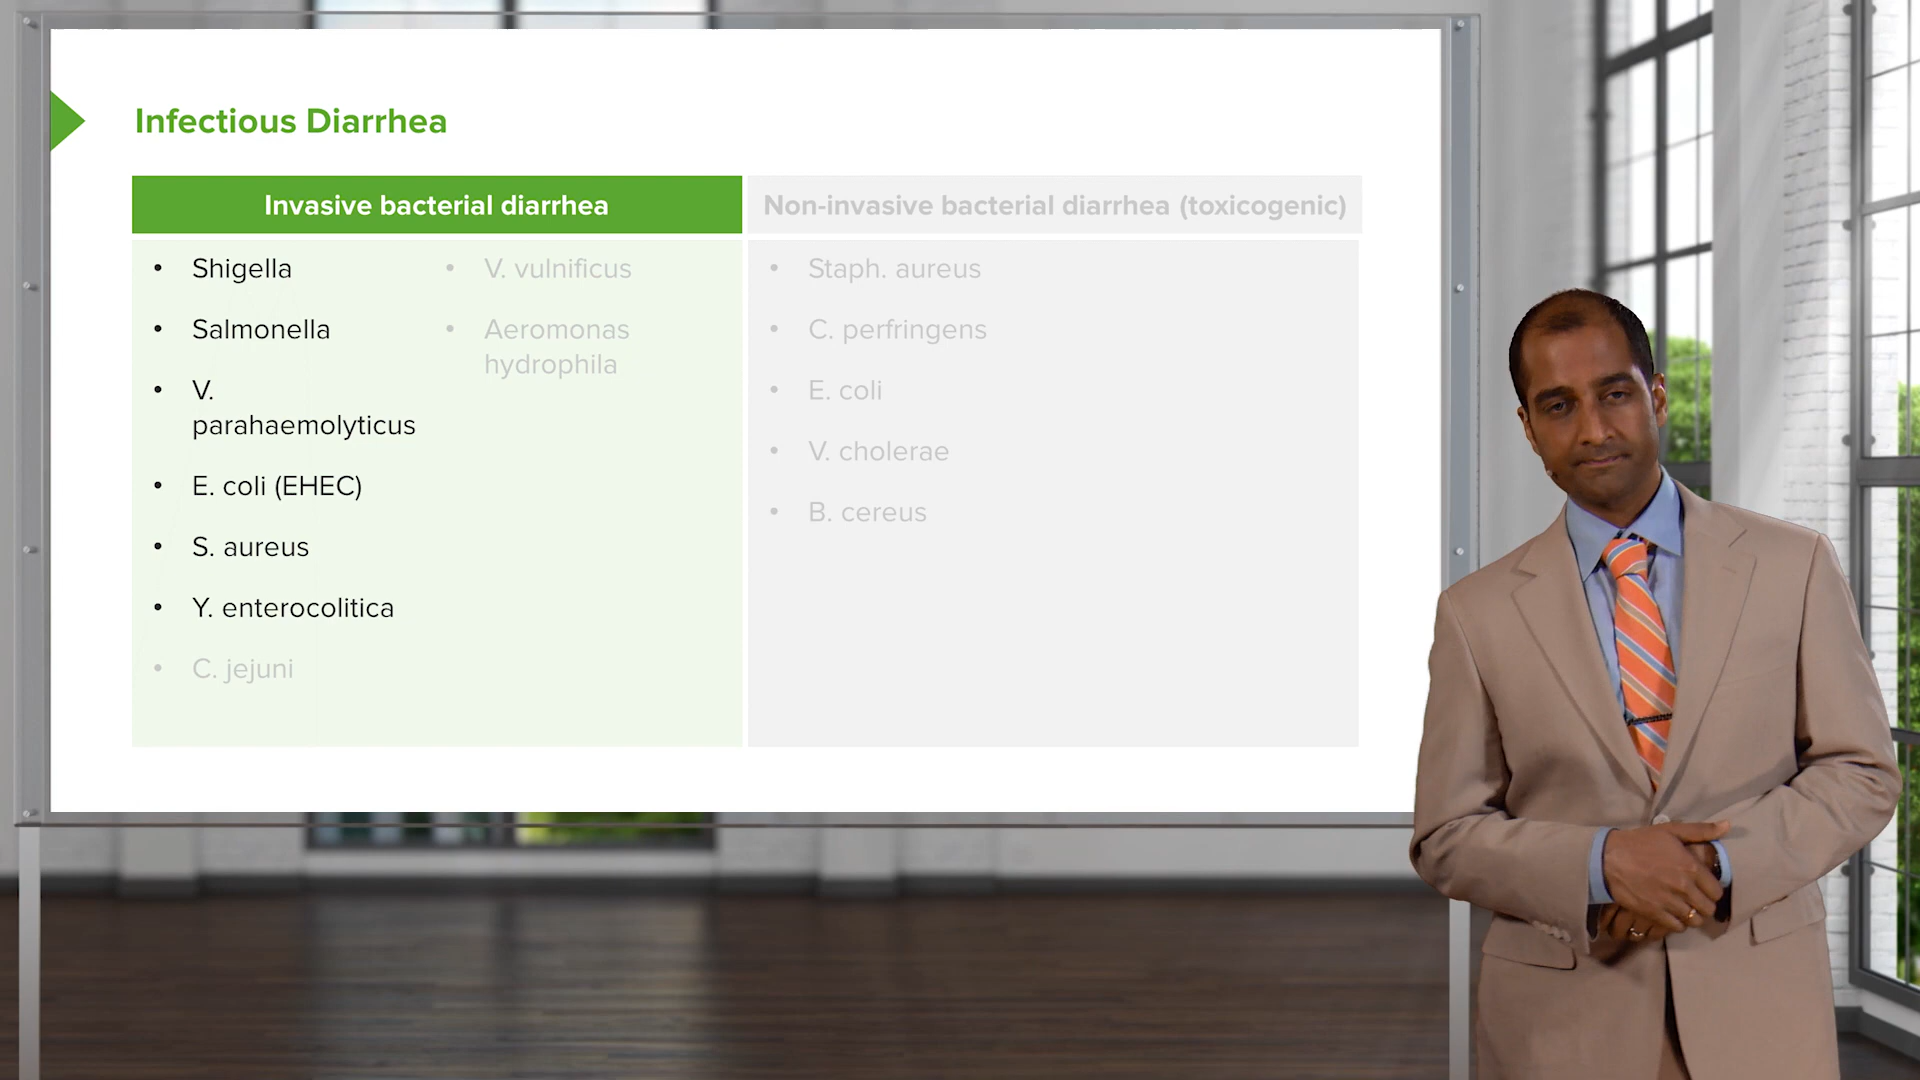 Infectious Diarrhea
Invasive bacterial diarrhea
• Shigella
• Salmonella
• V.
parahaemolyticus
• E. coli (EHEC)
• S. aureus
• Y. enterocolitica
• C. jejuni
• V. vulnificus
• Aeromonas
hydrophila
Non-invasive bacterial diarrhea (toxicogenic)
• Staph. aureus
• C. perfringens
• E. coli
• V. cholerae
• B. cereus